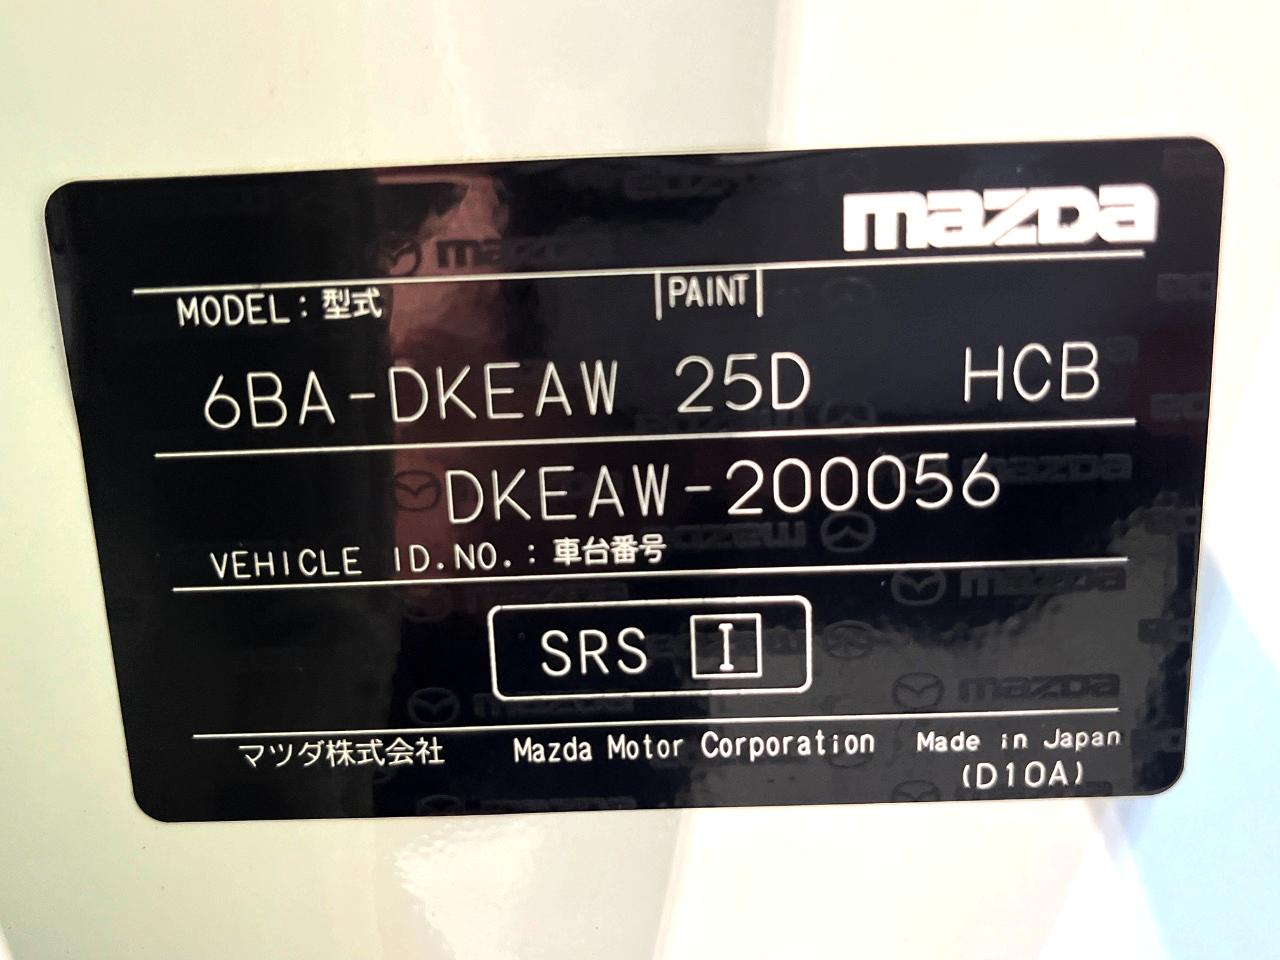 mazda
MODEL:型式 PAINT
6BA-DKEAW 25D HCB
DKEAW-200056
VEHICLE ID.NO.:車台番号
SRS I
マツダ株式会社 Mazda Motor Corporation Made in Japan
(D10A)